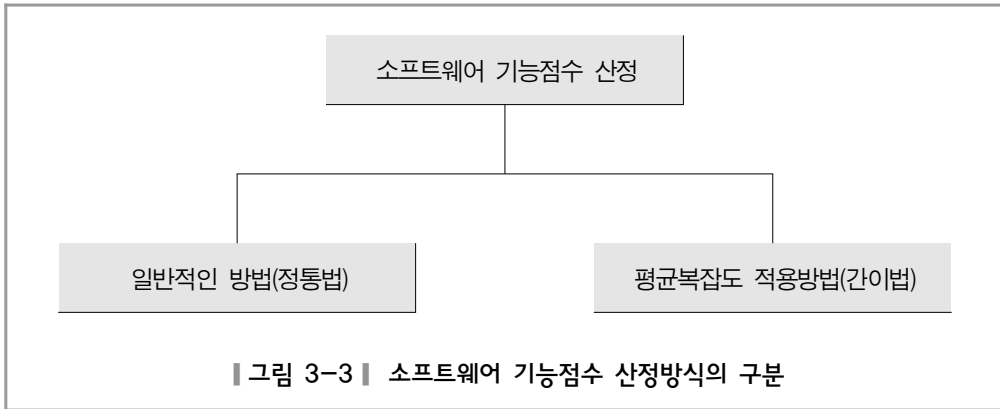 소프트웨어 기능점수 산정
일반적인 방법(정통법)
평균복잡도 적용방법(간이법)
‖그림 3-3‖ 소프트웨어 기능점수 산정방식의 구분